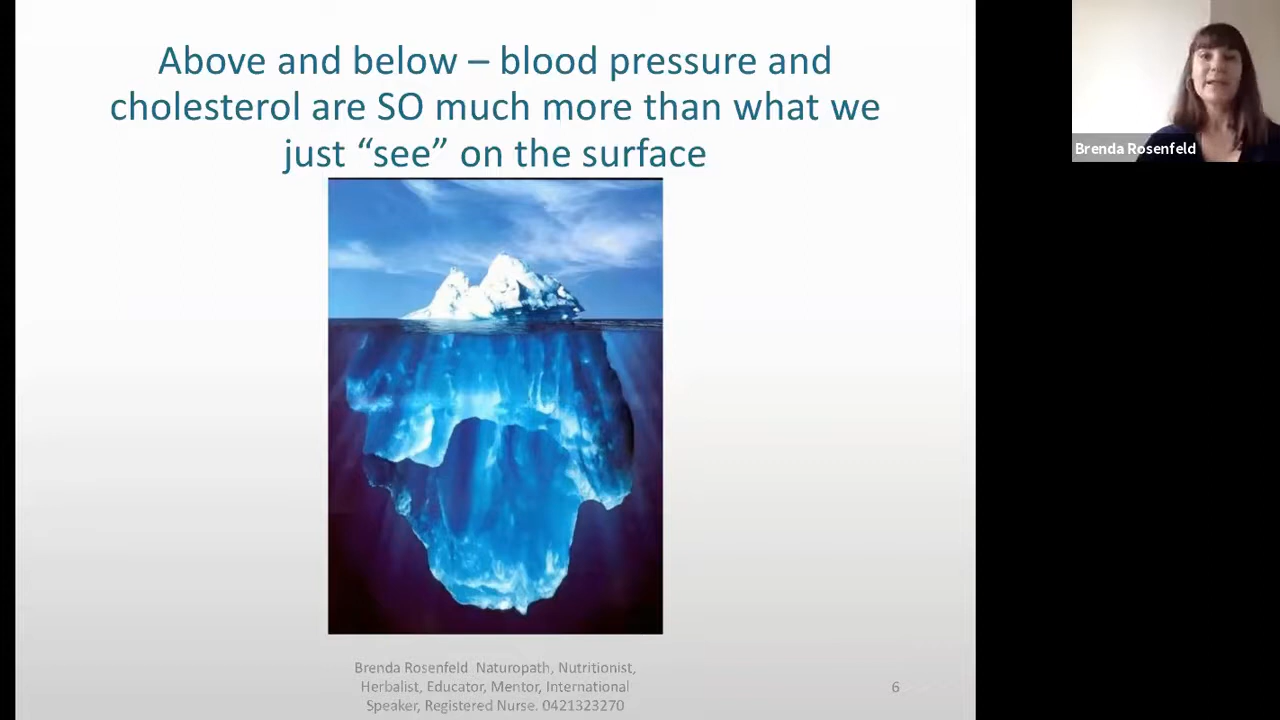 Above and below – blood pressure and
cholesterol are SO much more than what we
just “see” on the surface
Brenda Rosenfeld
Brenda Rosenfeld  Naturopath, Nutritionist,
Herbalist, Educator, Mentor, International
Speaker, Registered Nurse. 0421323270
6